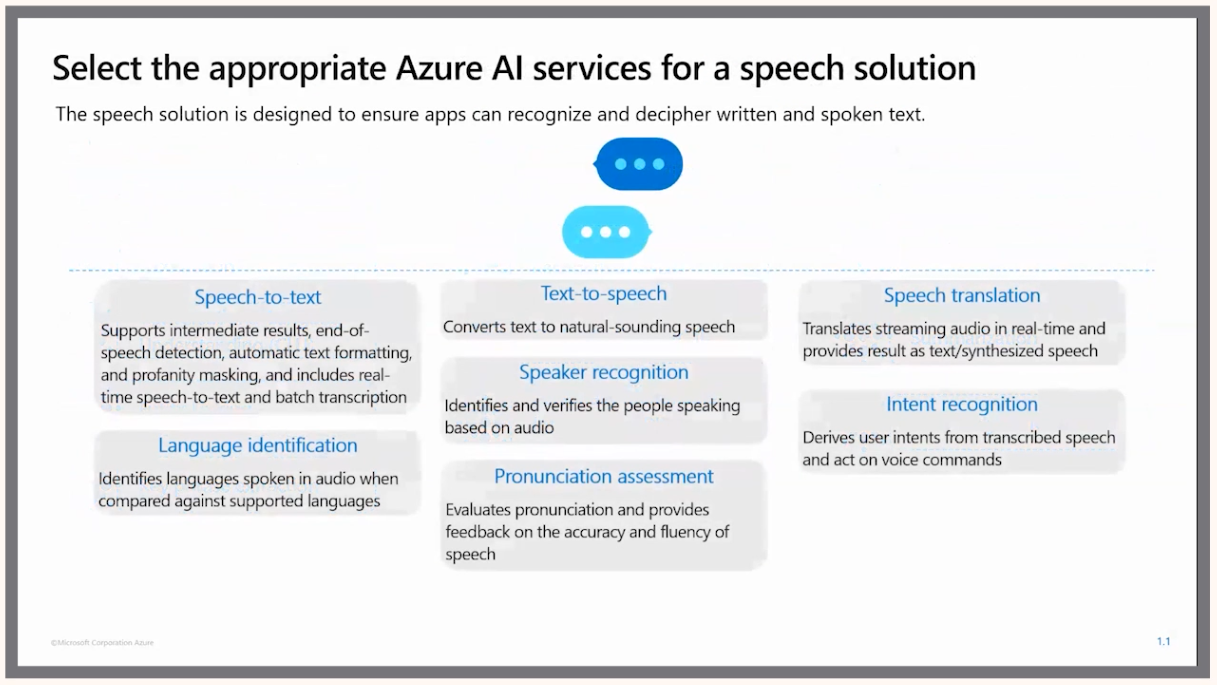 Select the appropriate Azure AI services for a speech solution
The speech solution is designed to ensure apps can recognize and decipher written and spoken text.
Speech-to-text
Supports intermediate results, end-of-
speech detection, automatic text formatting,
and profanity masking, and includes real-
time speech-to-text and batch transcription
Language identification
Identifies languages spoken in audio when
compared against supported languages
Text-to-speech
Converts text to natural-sounding speech
Speaker recognition
Identifies and verifies the people speaking
based on audio
Pronunciation assessment
Evaluates pronunciation and provides
feedback on the accuracy and fluency of
speech
Speech translation
Translates streaming audio in real-time and
provides result as text/synthesized speech
Intent recognition
Derives user intents from transcribed speech
and act on voice commands
©Microsoft Corporation Azure
1.1